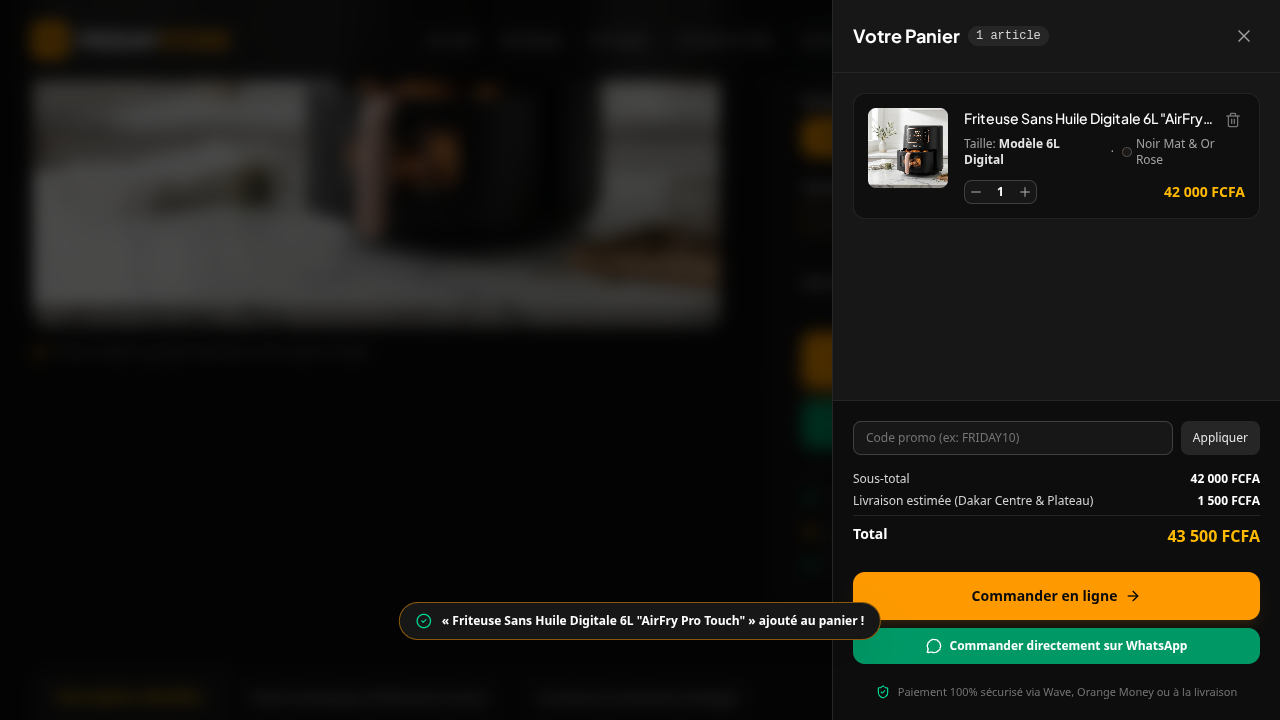 Votre Panier 1 article
Friteuse Sans Huile Digitale 6L "AirFry...
Taille: Modèle 6L Digital · Noir Mat & Or Rose
1 42 000 FCFA
Code promo (ex: FRIDAY10) Appliquer
Sous-total 42 000 FCFA
Livraison estimée (Dakar Centre & Plateau) 1 500 FCFA
Total 43 500 FCFA
Commander en ligne
« Friteuse Sans Huile Digitale 6L "AirFry Pro Touch" » ajouté au panier !
Commander directement sur WhatsApp
Paiement 100% sécurisé via Wave, Orange Money ou à la livraison